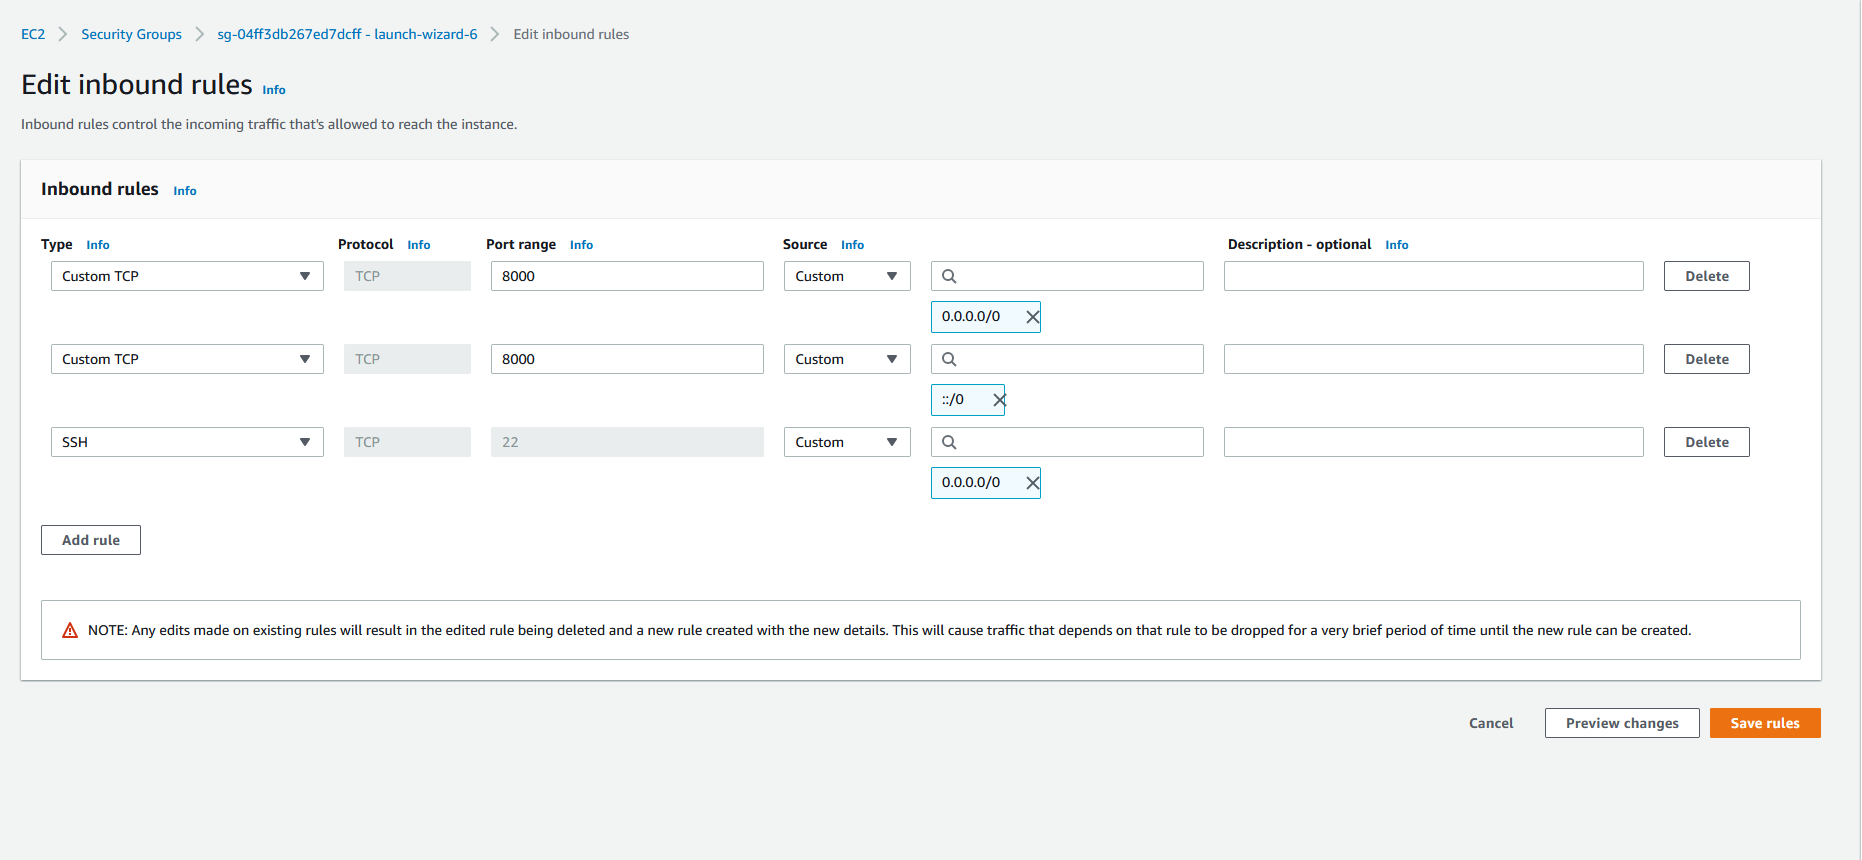 EC2 > Security Groups > sg-04ff3db267ed7dcff - launch-wizard-6 > Edit inbound rules
Edit inbound rules Info
Inbound rules control the incoming traffic that's allowed to reach the instance.
Inbound rules Info
Type Info Protocol Info Port range Info Source Info Description - optional Info
Custom TCP TCP 8000 Custom Delete
0.0.0.0/0
Custom TCP TCP 8000 Custom Delete
::/0
SSH TCP 22 Custom Delete
0.0.0.0/0
Add rule
NOTE: Any edits made on existing rules will result in the edited rule being deleted and a new rule created with the new details. This will cause traffic that depends on that rule to be dropped for a very brief period of time until the new rule can be created.
Cancel Preview changes Save rules